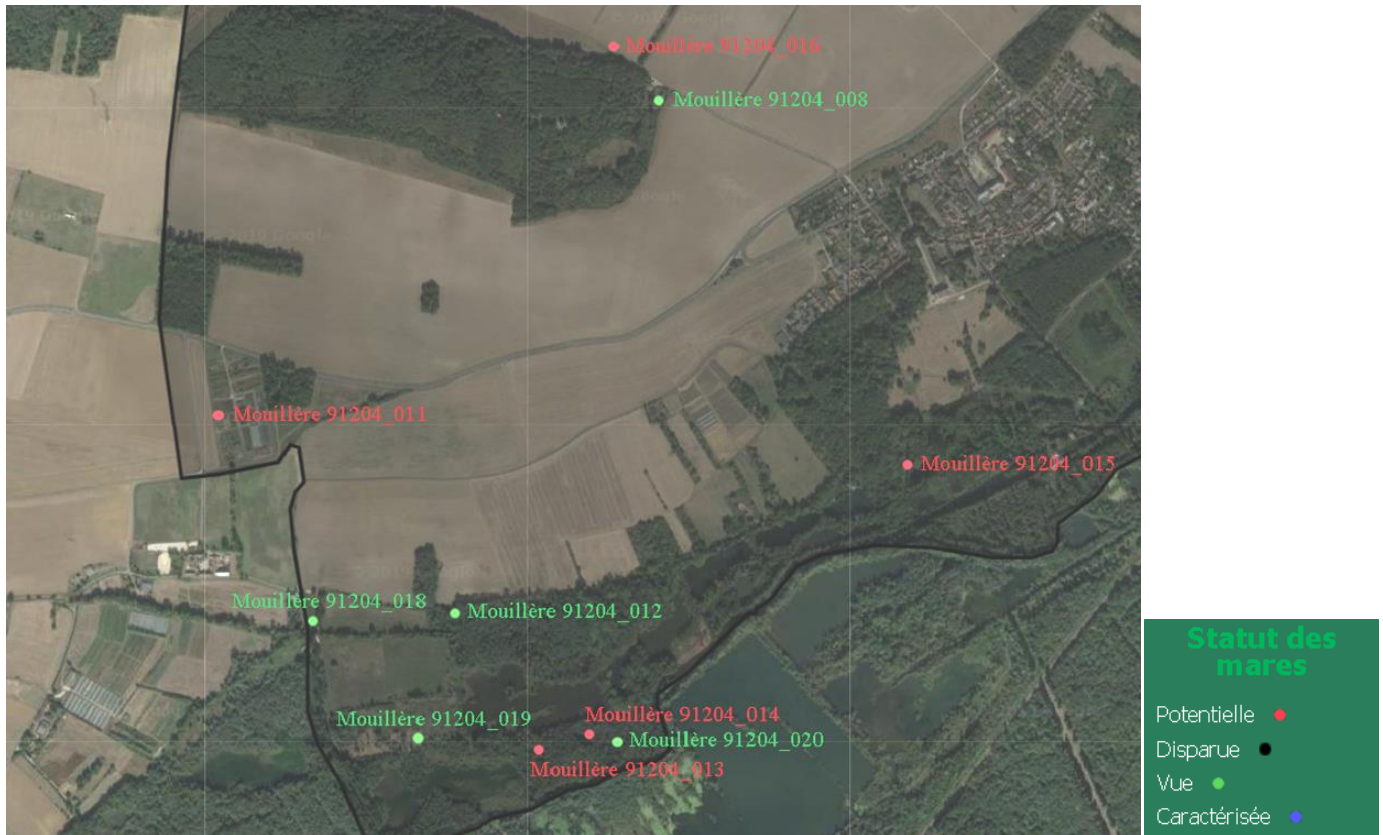 Mouillère 91204_016
Mouillère 91204_008
Mouillère 91204_011
Mouillère 91204_015
Mouillère 91204_018
Mouillère 91204_012
Mouillère 91204_019
Mouillère 91204_014
Mouillère 91204_020
Mouillère 91204_013
Statut des
mares
Potentielle
Disparue
Vue
Caractérisée